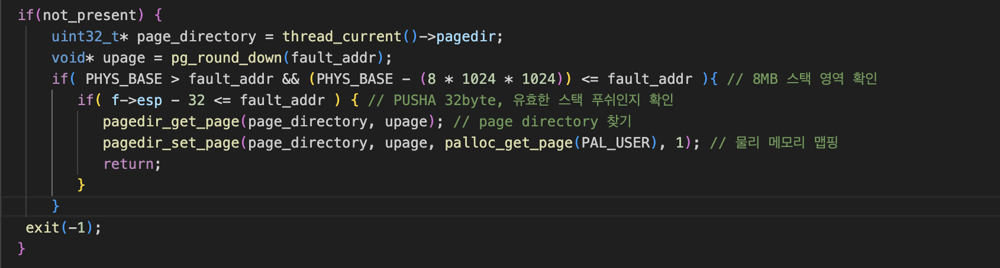 if(not_present) {
uint32_t* page_directory = thread_current()->pagedir;
void* upage = pg_round_down(fault_addr);
if( PHYS_BASE > fault_addr && (PHYS_BASE - (8 * 1024 * 1024)) <= fault_addr ){ // 8MB 스택 영역 확인
if( f->esp - 32 <= fault_addr ) { // PUSHA 32byte, 유효한 스택 푸쉬인지 확인
pagedir_get_page(page_directory, upage); // page directory 찾기
pagedir_set_page(page_directory, upage, palloc_get_page(PAL_USER), 1); // 물리 메모리 맵핑
return;
}
}
exit(-1);
}